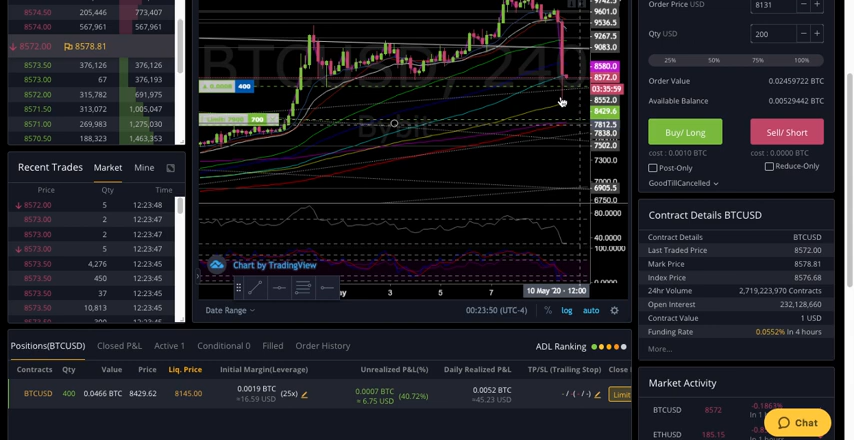 8574.50 205,446 773,407
8574.00 567,961 567,961
8572.00 8578.81
8573.50 376,126 376,126
8573.00 67 376,193
8572.00 315,782 691,975
8571.50 313,072 1,005,047
8571.00 269,983 1,275,030
8570.50 188,323 1,463,353
Recent Trades Market Mine
Price Qty Time
8572.00 5 12:23:48
8573.00 2 12:23:47
8573.00 2 12:23:47
8573.00 5 12:23:47
8573.50 4,276 12:23:45
8573.50 450 12:23:45
8573.50 37 12:23:45
8573.50 10,813 12:23:45
BTCUSD, 240
Bybit
400
700
9742.5
9601.0
9536.5
9267.5
9083.0
8580.0
8572.0
03:35:59
8552.0
8429.6
7812.5
7838.0
7502.0
7300.0
6905.5
6750.0
80.0000
40.0000
100.0000
0.0000
Chart by TradingView
3 5 7 10 May '20 12:00
Date Range 00:23:50 (UTC-4) % log auto
Order Price USD 8131
Qty USD 200
25% 50% 75% 100%
Order Value 0.02459722 BTC
Available Balance 0.00529442 BTC
Buy/ Long Sell/ Short
cost : 0.0010 BTC cost : 0.0000 BTC
Post-Only Reduce-Only
GoodTillCancelled
Contract Details BTCUSD
Contract Details BTCUSD
Last Traded Price 8572.00
Mark Price 8578.81
Index Price 8576.68
24hr Volume 2,719,223,970 Contracts
Open Interest 232,128,660
Contract Value 1 USD
Funding Rate 0.0552% In 4 hours
More...
Market Activity
BTCUSD 8572 -0.1863%
ETHUSD 185.15
Chat
Positions(BTCUSD) Closed P&L Active 1 Conditional 0 Filled Order History ADL Ranking
Contracts Qty Value Price Liq. Price Initial Margin(Leverage) Unrealized P&L(%) Daily Realized P&L TP/SL (Trailing Stop) Close
BTCUSD 400 0.0466 BTC 8429.62 8145.00 0.0019 BTC ≈16.59 USD (25x) 0.0007 BTC ≈ 6.75 USD (40.72%) 0.0052 BTC ≈45.23 USD - / - ( - / - ) Limit